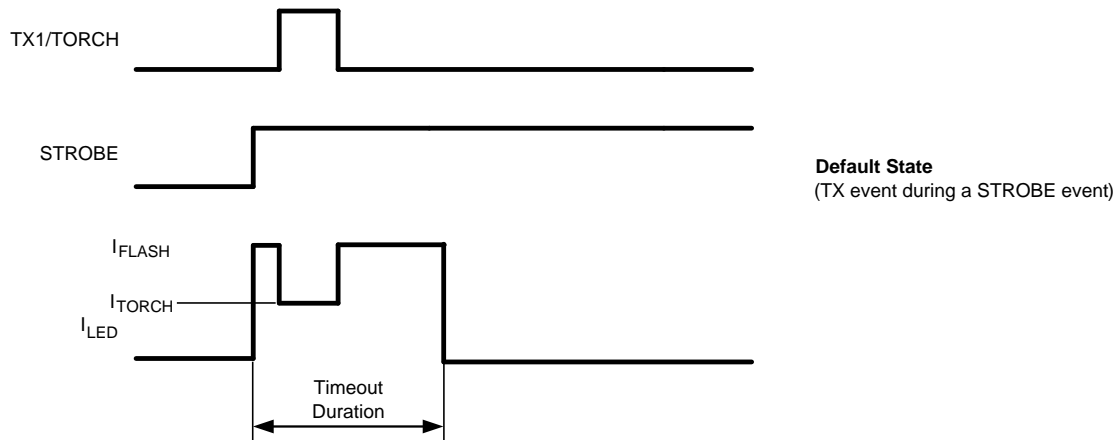 TX1/TORCH
STROBE
Default State
(TX event during a STROBE event)
IFLASH
ITORCH
ILED
Timeout
Duration